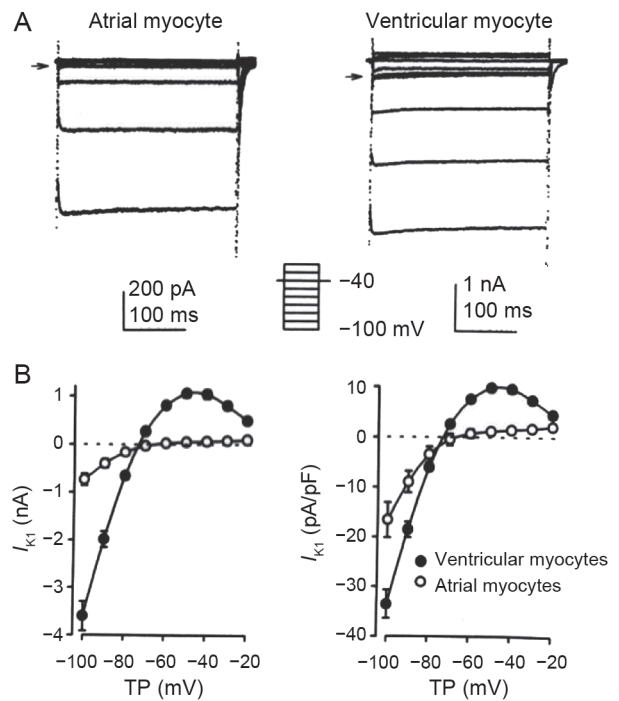 A
Atrial myocyte
Ventricular myocyte
200 pA
100 ms
−40
−100 mV
1 nA
100 ms
B
1
0
−1
−2
−3
−4
I K1 (nA)
−100 −80 −60 −40 −20
TP (mV)
10
0
−10
−20
−30
−40
I K1 (pA/pF)
Ventricular myocytes
Atrial myocytes
−100 −80 −60 −40 −20
TP (mV)